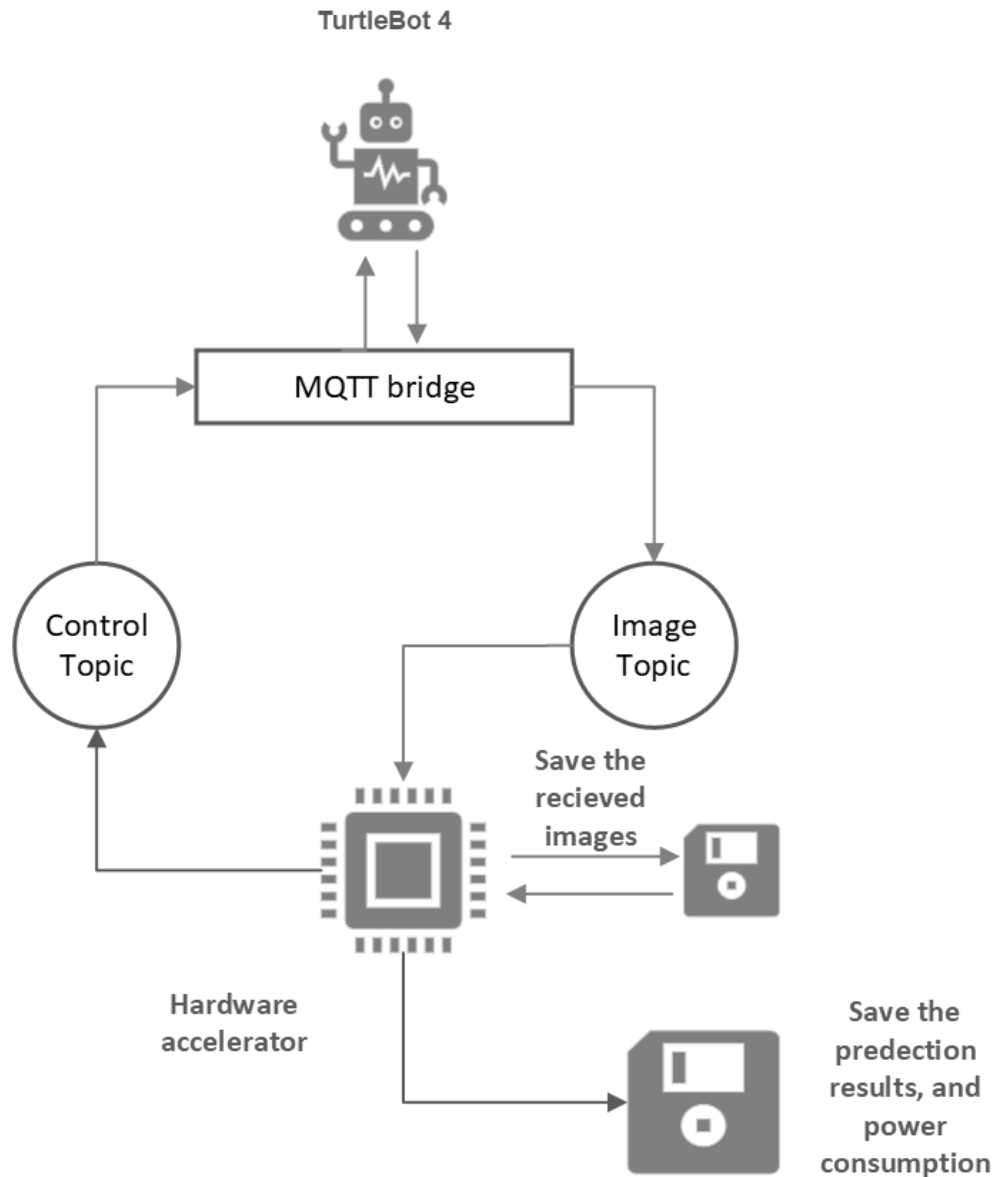 TurtleBot 4
MQTT bridge
Control
Topic
Image
Topic
Save the
recieved
images
Hardware
accelerator
Save the
predection
results, and
power
consumption